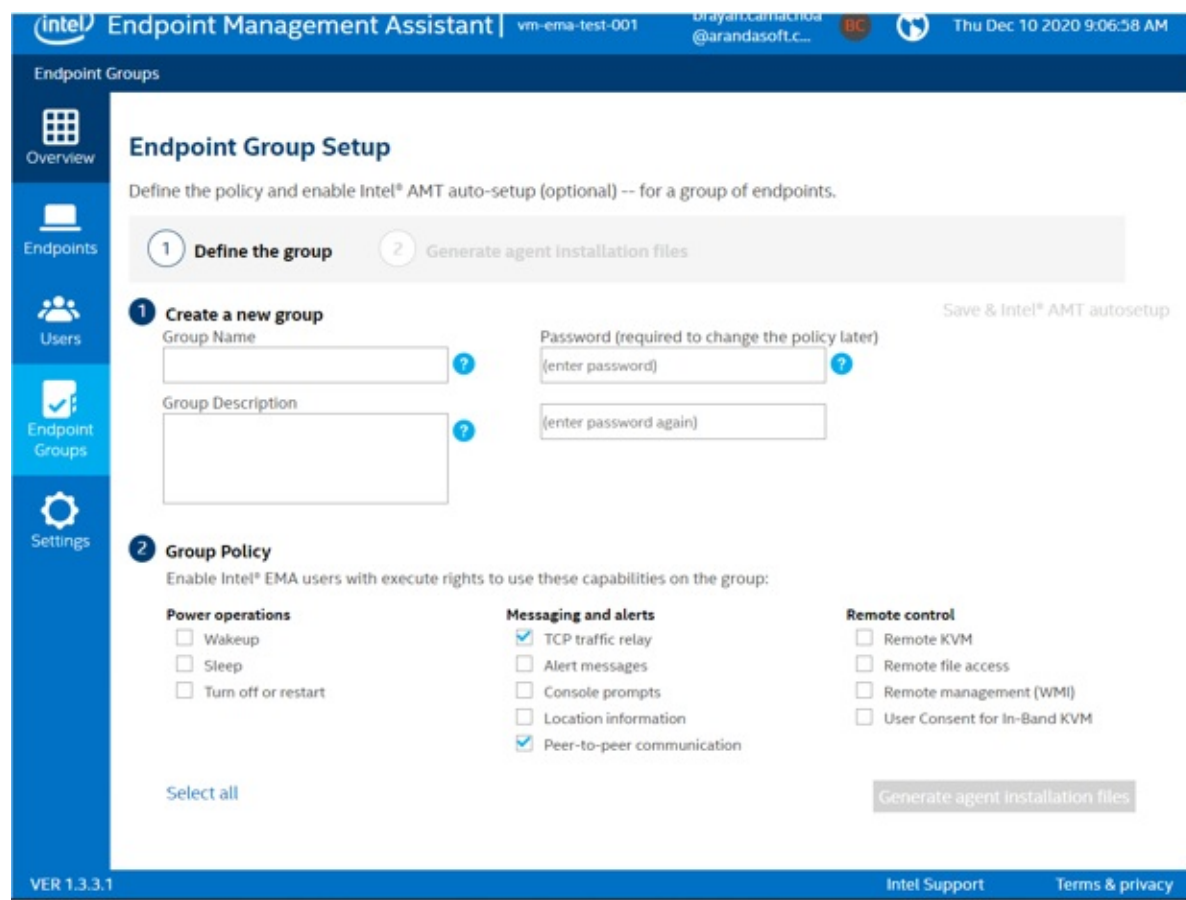 intel Endpoint Management Assistant | vm-ema-test-001 brayan.camachoa @arandasoft.c... BC Thu Dec 10 2020 9:06:58 AM
Endpoint Groups
Overview
Endpoints
Users
Endpoint
Groups
Settings
Endpoint Group Setup
Define the policy and enable Intel® AMT auto-setup (optional) -- for a group of endpoints.
1 Define the group 2 Generate agent installation files
1 Create a new group Save & Intel® AMT autosetup
Group Name Password (required to change the policy later)
? (enter password) ?
Group Description
? (enter password again)
2 Group Policy
Enable Intel® EMA users with execute rights to use these capabilities on the group:
Power operations Messaging and alerts Remote control
Wakeup TCP traffic relay Remote KVM
Sleep Alert messages Remote file access
Turn off or restart Console prompts Remote management (WMI)
Location information User Consent for In-Band KVM
Peer-to-peer communication
Select all Generate agent installation files
VER 1.3.3.1 Intel Support Terms & privacy